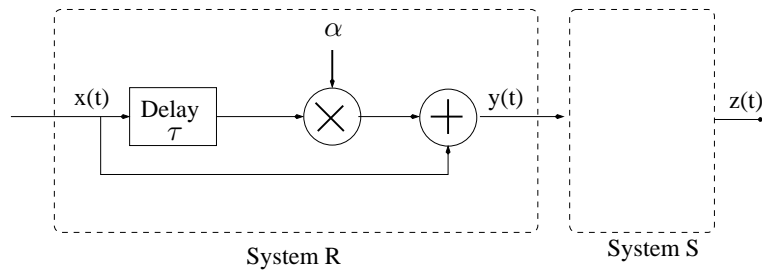 α
x(t)
Delay
τ
y(t)
z(t)
System R
System S